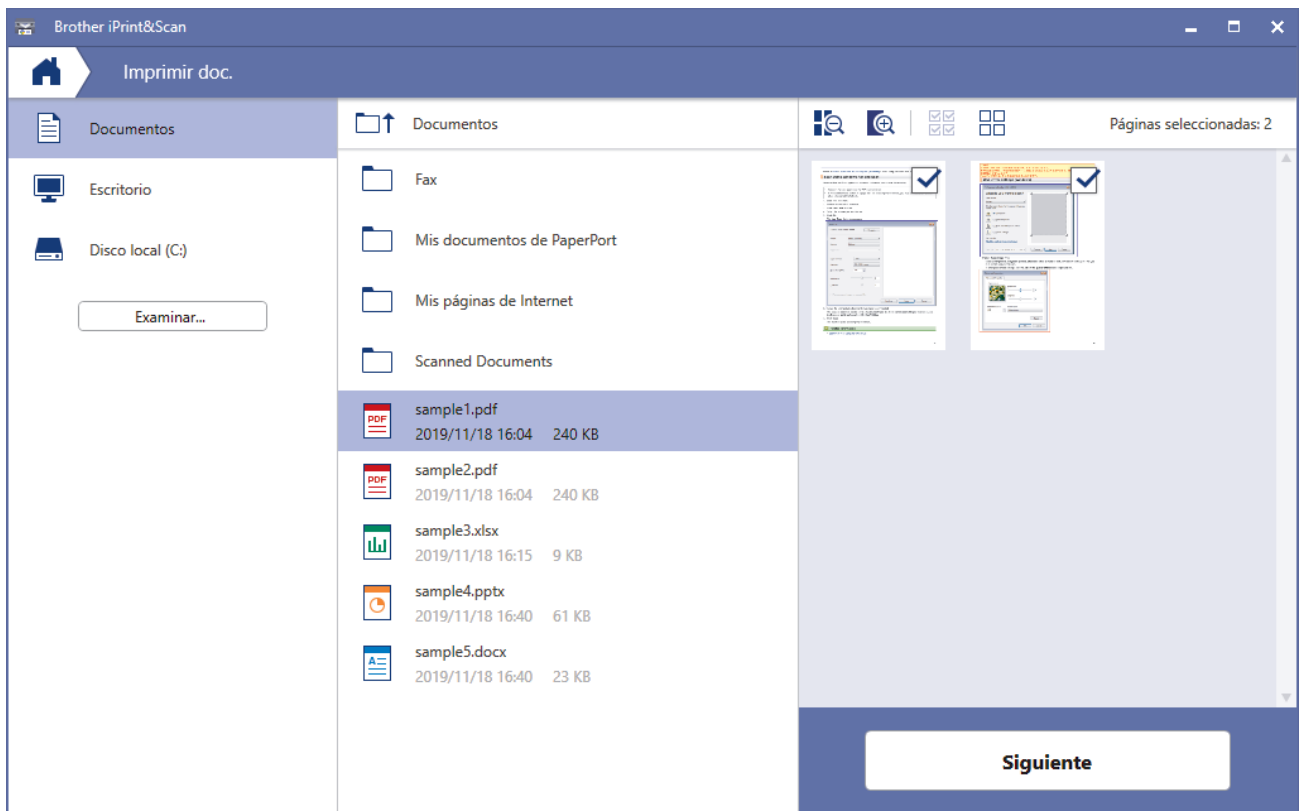 Brother iPrint&Scan
Imprimir doc.
Documentos
Escritorio
Disco local (C:)
Examinar...
Documentos
Fax
Mis documentos de PaperPort
Mis páginas de Internet
Scanned Documents
PDF
sample1.pdf
2019/11/18 16:04 240 KB
PDF
sample2.pdf
2019/11/18 16:04 240 KB
sample3.xlsx
2019/11/18 16:15 9 KB
sample4.pptx
2019/11/18 16:40 61 KB
A
sample5.docx
2019/11/18 16:40 23 KB
Páginas seleccionadas: 2
Siguiente